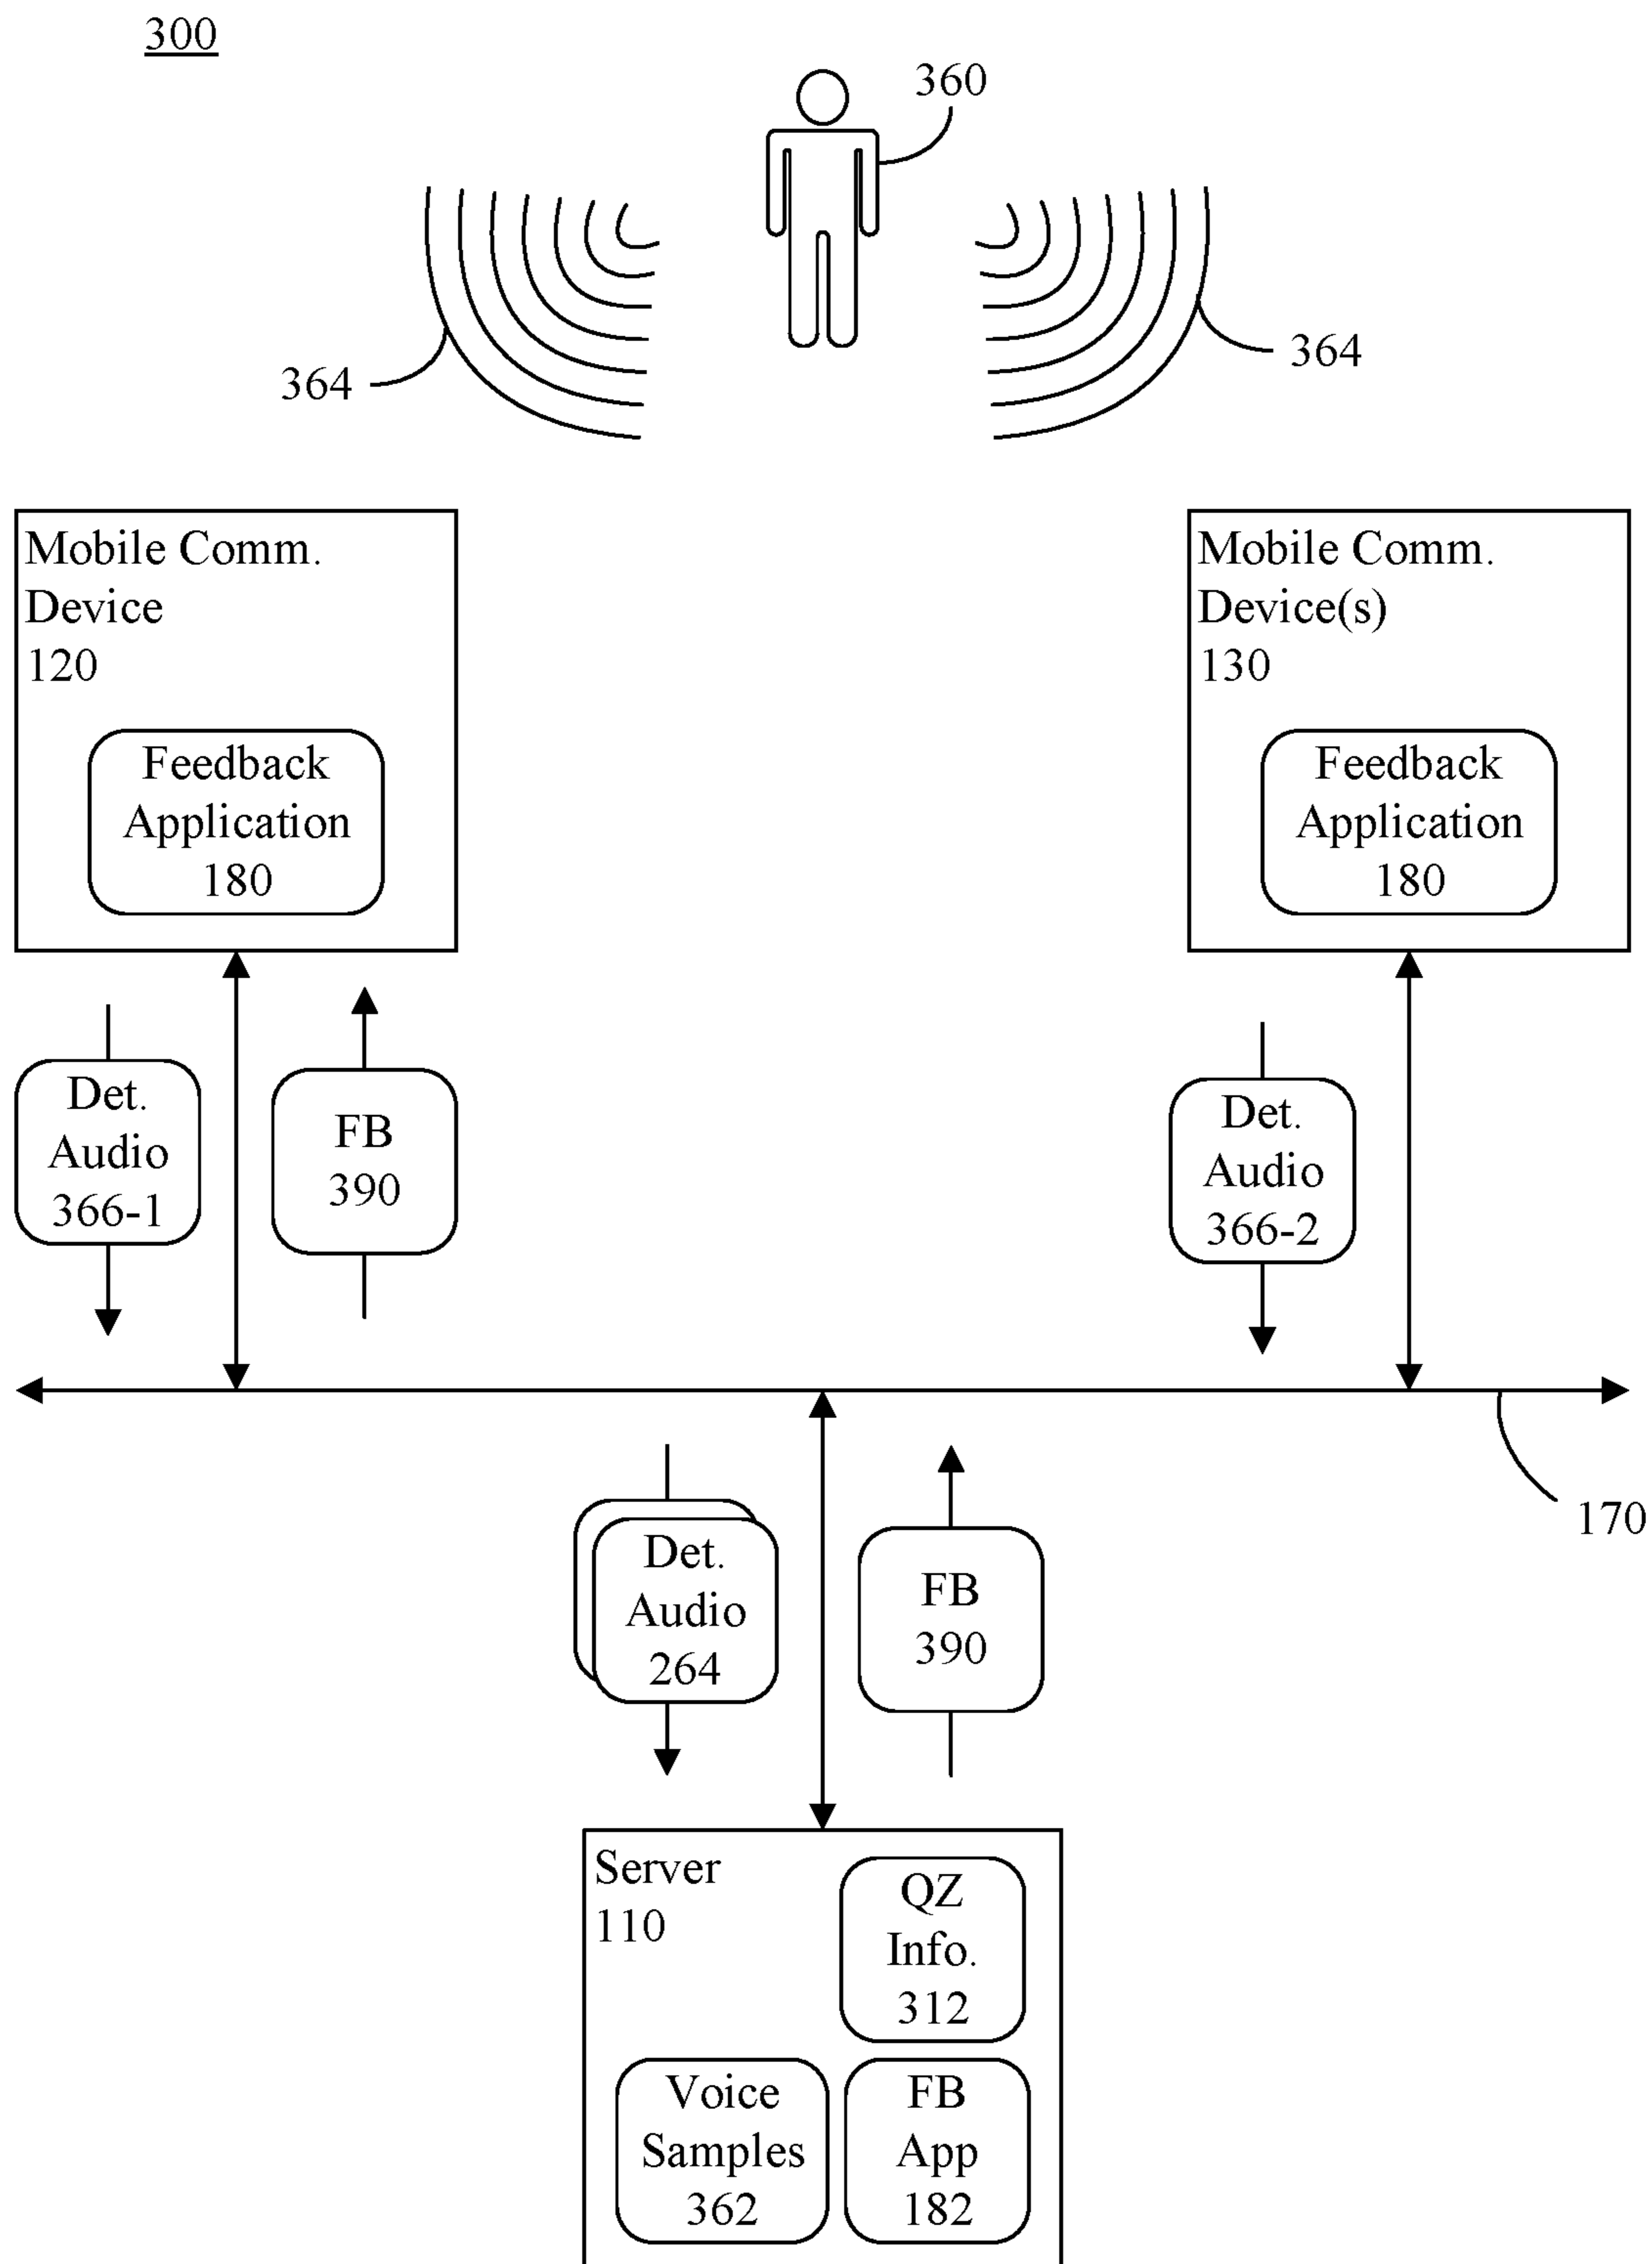 300
360
364
364
Mobile Comm.
Device
120
Feedback
Application
180
Mobile Comm.
Device(s)
130
Feedback
Application
180
Det.
Audio
366-1
FB
390
Det.
Audio
366-2
170
Det.
Audio
264
FB
390
Server
110
QZ
Info.
312
Voice
Samples
362
FB
App
182